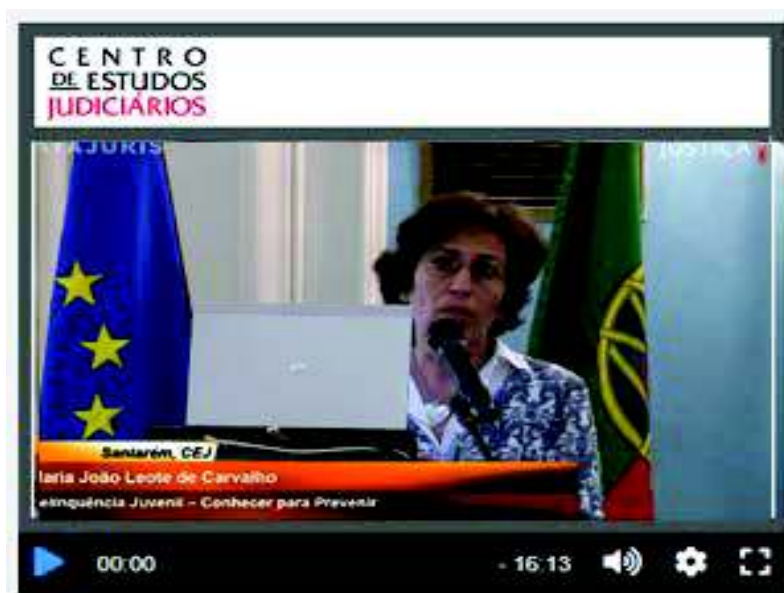 CENTRO
DE ESTUDOS
JUDICIÁRIOS
ATAJURIS
JUSTIÇA
Santarém, CEJ
aria João Leote de Carvalho
elinquência Juvenil – Conhecer para Prevenir
00:00
- 16:13